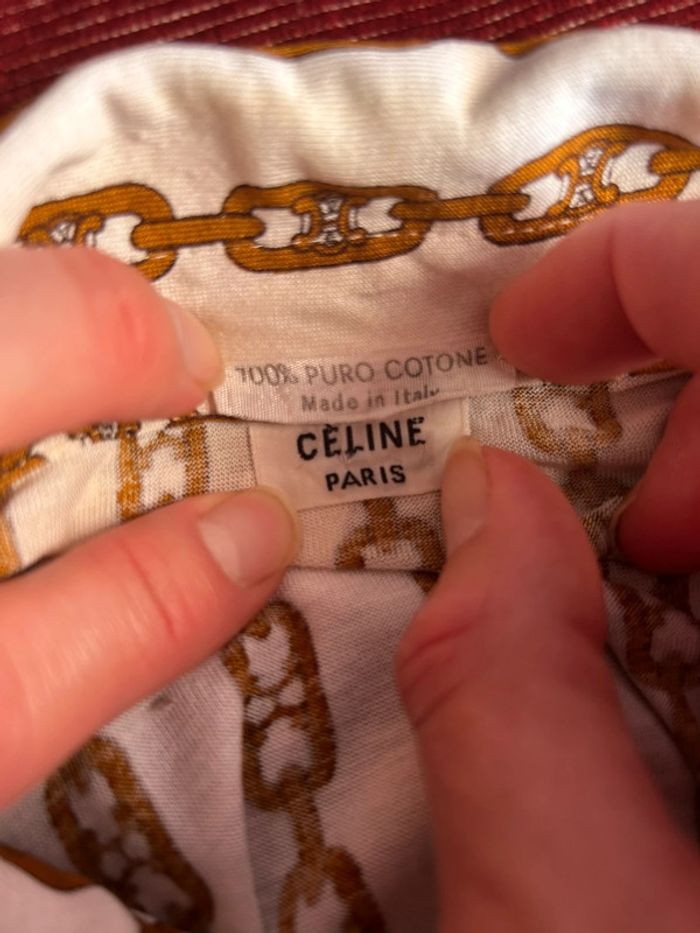 100% PURO COTONE
Made in Italy
CÉLINE
PARIS